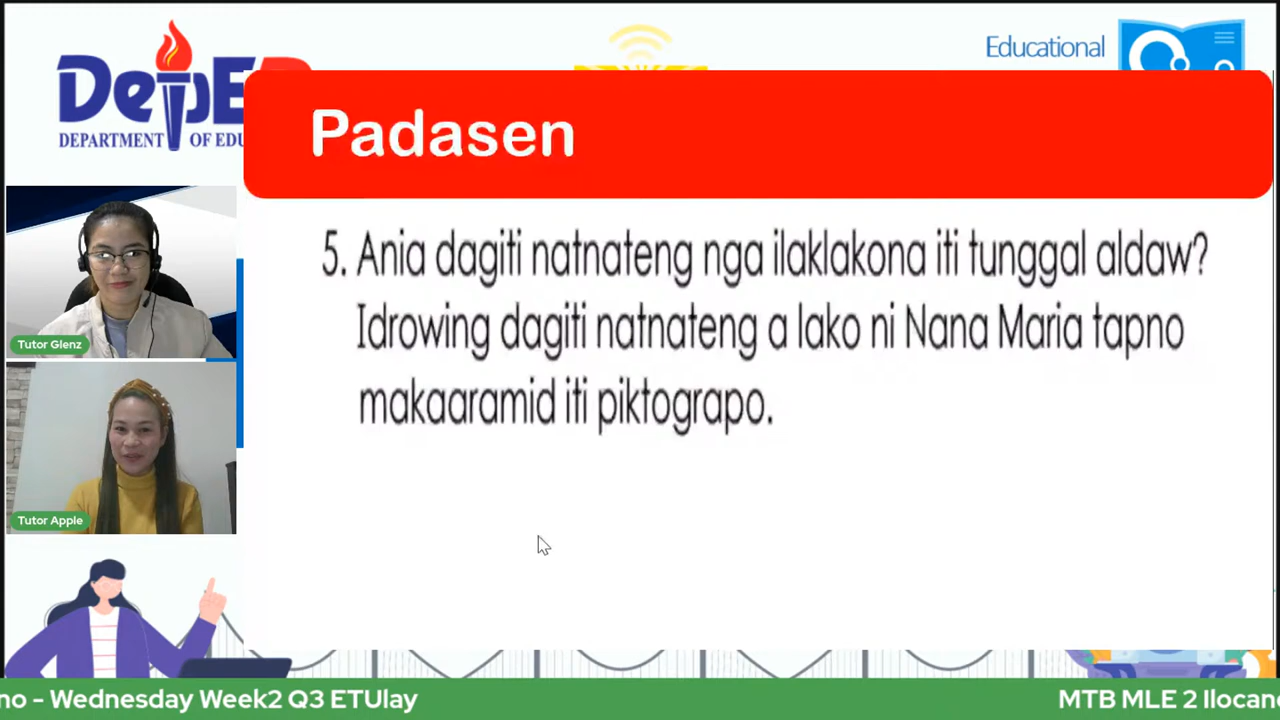 DepED
DEPARTMENT OF EDU
Educational
Padasen
5. Ania dagiti natnateng nga ilaklakona iti tunggal aldaw?
Idrowing dagiti natnateng a lako ni Nana Maria tapno
makaaramid iti piktograpo.
Tutor Glenz
Tutor Apple
no - Wednesday Week2 Q3 ETUlay
MTB MLE 2 Ilocano